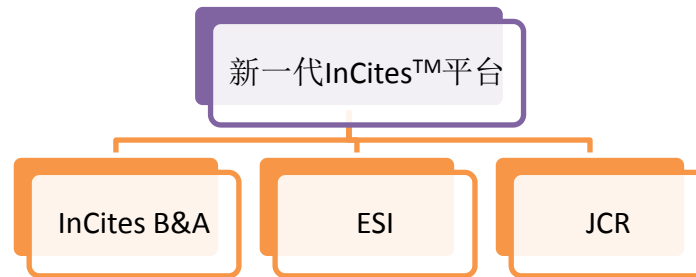 新一代InCites™平台
InCites B&A
ESI
JCR